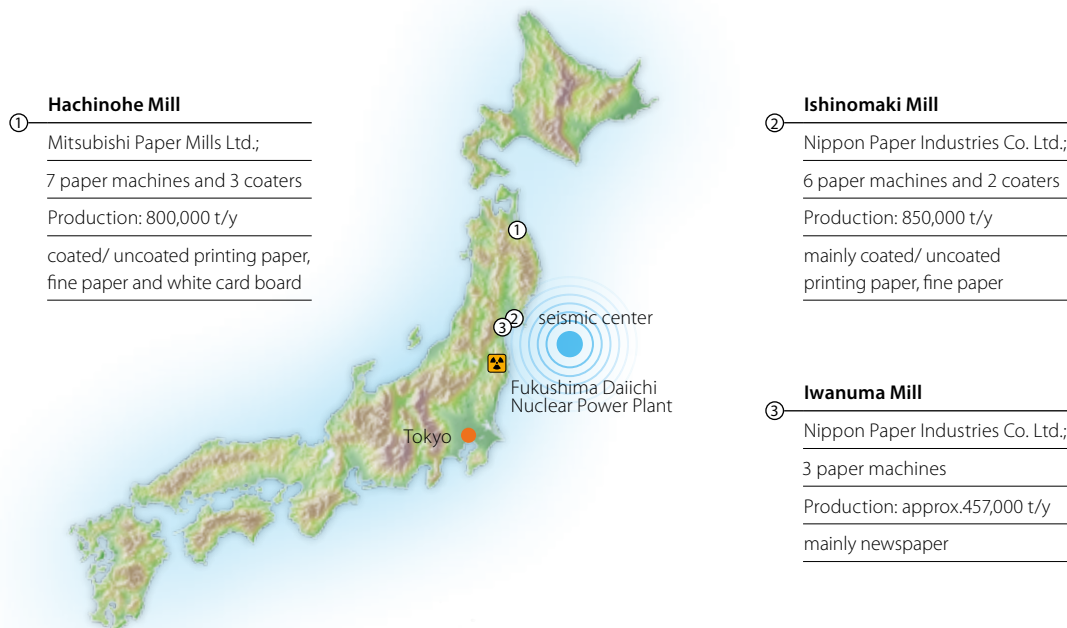 Hachinohe Mill
①
Mitsubishi Paper Mills Ltd.;
7 paper machines and 3 coaters
Production: 800,000 t/y
coated/ uncoated printing paper,
fine paper and white card board
Ishinomaki Mill
②
Nippon Paper Industries Co. Ltd.;
6 paper machines and 2 coaters
Production: 850,000 t/y
mainly coated/ uncoated
printing paper, fine paper
①
②
③
seismic center
Fukushima Daiichi
Nuclear Power Plant
Tokyo
Iwanuma Mill
③
Nippon Paper Industries Co. Ltd.;
3 paper machines
Production: approx.457,000 t/y
mainly newspaper